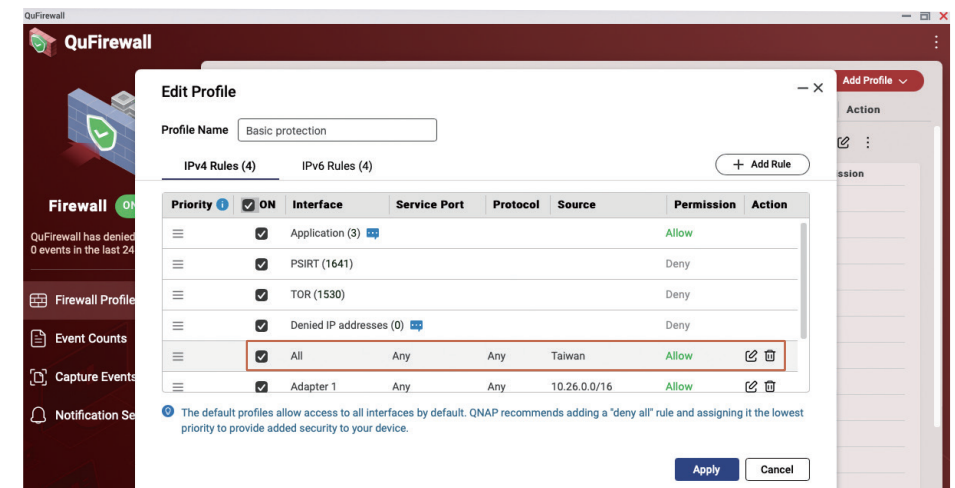 QuFirewall
QuFirewall
Add Profile
Edit Profile
Action
Profile Name Basic protection
IPv4 Rules (4) IPv6 Rules (4) + Add Rule
ssion
Priority ON Interface Service Port Protocol Source Permission Action
Firewall ON
Application (3) Allow
QuFirewall has denied
0 events in the last 24
PSIRT (1641) Deny
TOR (1530) Deny
Firewall Profile
Denied IP addresses (0) Deny
Event Counts
All Any Any Taiwan Allow
Capture Events
Adapter 1 Any Any 10.26.0.0/16 Allow
Notification Se
The default profiles allow access to all interfaces by default. QNAP recommends adding a "deny all" rule and assigning it the lowest
priority to provide added security to your device.
Apply Cancel